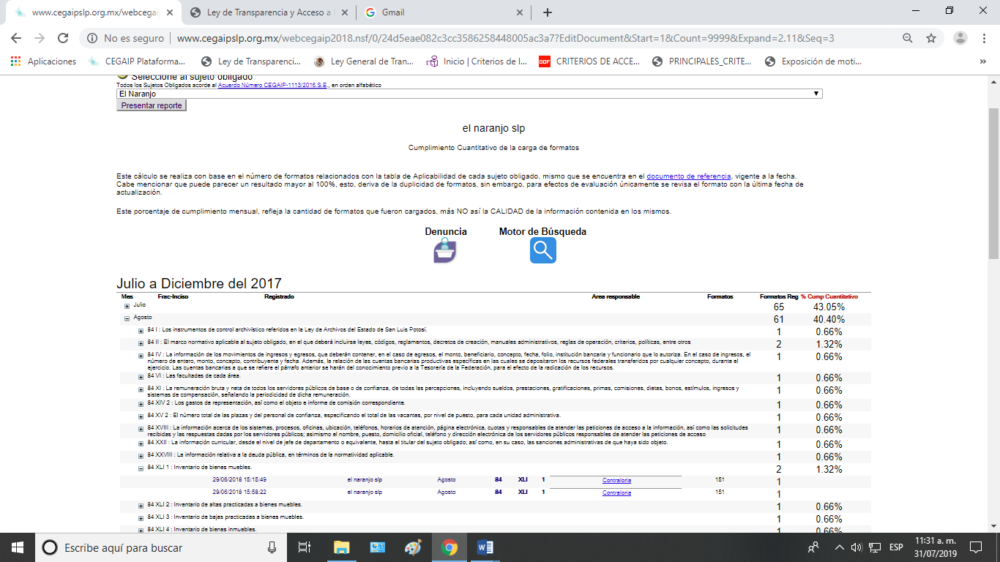 www.cegaipslp.org.mx/webcegaip
Ley de Transparencia y Acceso a
Gmail
No es seguro
www.cegaipslp.org.mx/webcegaip2018.nsf/0/24d5eae082c3cc3586258448005ac3a7?EditDocument&Start=1&Count=9999&Expand=2.11&Seq=3
Aplicaciones
CEGAIP Plataforma...
Ley de Transparenci...
Ley General de Tran...
Inicio | Criterios de I...
CRITERIOS DE ACCE...
PRINCIPALES_CRITE...
Exposición de moti...
Seleccione al sujeto obligado
Todos los Sujetos Obligados acorde al Acuerdo Número CEGAIP-1113/2016.S.E., en orden alfabético
El Naranjo
Presentar reporte
el naranjo slp
Cumplimiento Cuantitativo de la carga de formatos
Este cálculo se realiza con base en el número de formatos relacionados con la tabla de Aplicabilidad de cada sujeto obligado, mismo que se encuentra en el documento de referencia, vigente a la fecha.
Cabe mencionar que puede parecer un resultado mayor al 100%, esto, deriva de la duplicidad de formatos, sin embargo, para efectos de evaluación únicamente se revisa el formato con la última fecha de
actualización.
Este porcentaje de cumplimiento mensual, refleja la cantidad de formatos que fueron cargados, más NO así la CALIDAD de la información contenida en los mismos.
Denuncia Motor de Búsqueda
Julio a Diciembre del 2017
Mes Frac-Inciso Registrado Area responsable Formatos Formatos Reg % Cump Cuantitativo
Julio 65 43.05%
Agosto 61 40.40%
84 I : Los instrumentos de control archivístico referidos en la Ley de Archivos del Estado de San Luis Potosí. 1 0.66%
84 II : El marco normativo aplicable al sujeto obligado, en el que deberá incluirse leyes, códigos, reglamentos, decretos de creación, manuales administrativos, reglas de operación, criterios, políticas, entre otros 2 1.32%
84 IV : La información de los movimientos de ingresos y egresos, que deberán contener, en el caso de egresos, el monto, beneficiario, concepto, fecha, folio, institución bancaria y funcionario que lo autoriza. En el caso de ingresos, el 1 0.66%
número de entero, monto, concepto, contribuyente y fecha. Además, la relación de las cuentas bancarias productivas específicas en las cuales se depositaron los recursos federales transferidos por cualquier concepto, durante el
ejercicio. Las cuentas bancarias a que se refiere el párrafo anterior se harán del conocimiento previo a la Tesorería de la Federación, para el efecto de la radicación de los recursos.
84 VI : Las facultades de cada área. 1 0.66%
84 XI : La remuneración bruta y neta de todos los servidores públicos de base o de confianza, de todas las percepciones, incluyendo sueldos, prestaciones, gratificaciones, primas, comisiones, dietas, bonos, estímulos, ingresos y 1 0.66%
sistemas de compensación, señalando la periodicidad de dicha remuneración.
84 XIV 2 : Los gastos de representación, así como el objeto e informe de comisión correspondiente. 1 0.66%
84 XV 2 : El número total de las plazas y del personal de confianza, especificando el total de las vacantes, por nivel de puesto, para cada unidad administrativa. 1 0.66%
84 XVIII : La información acerca de los sistemas, procesos, oficinas, ubicación, teléfonos, horarios de atención, página electrónica, cuotas y responsables de atender las peticiones de acceso a la información, así como las solicitudes 1 0.66%
recibidas y las respuestas dadas por los servidores públicos; asimismo el nombre, puesto, domicilio oficial, teléfono y dirección electrónica de los servidores públicos responsables de atender las peticiones de acceso
84 XXII : La información curricular, desde el nivel de jefe de departamento o equivalente, hasta el titular del sujeto obligado; así como, en su caso, las sanciones administrativas de que haya sido objeto. 1 0.66%
84 XXVIII : La información relativa a la deuda pública, en términos de la normatividad aplicable. 1 0.66%
84 XLI 1 : Inventario de bienes muebles. 2 1.32%
29/06/2018 15:15:49 el naranjo slp Agosto 84 XLI 1 Contraloria 151 1
29/06/2018 15:58:22 el naranjo slp Agosto 84 XLI 1 Contraloria 151 1
84 XLI 2 : Inventario de altas practicadas a bienes muebles. 1 0.66%
84 XLI 3 : Inventario de bajas practicadas a bienes muebles. 1 0.66%
84 XLI 4 : Inventario de bienes inmuebles. 1 0.66%
Escribe aquí para buscar
ESP
11:31 a. m.
31/07/2019